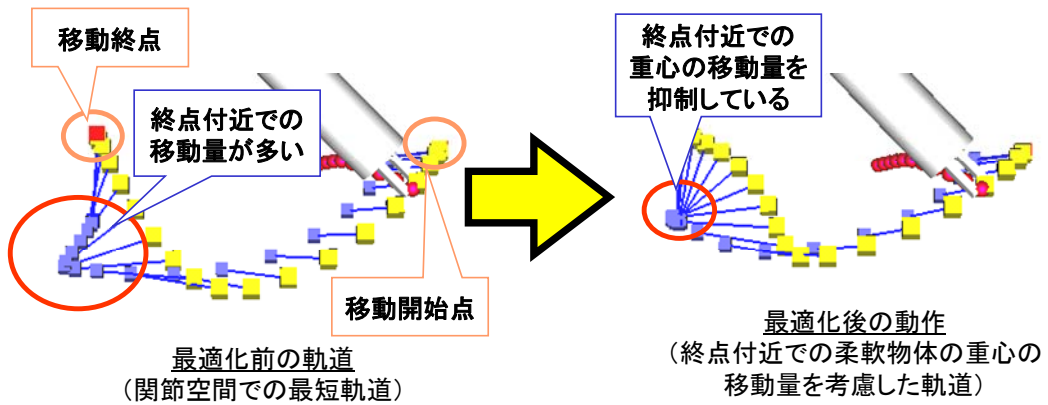 移動終点
終点付近での
移動量が多い
移動開始点
最適化前の軌道
（関節空間での最短軌道）
終点付近での
重心の移動量を
抑制している
最適化後の動作
（終点付近での柔軟物体の重心の
移動量を考慮した軌道）